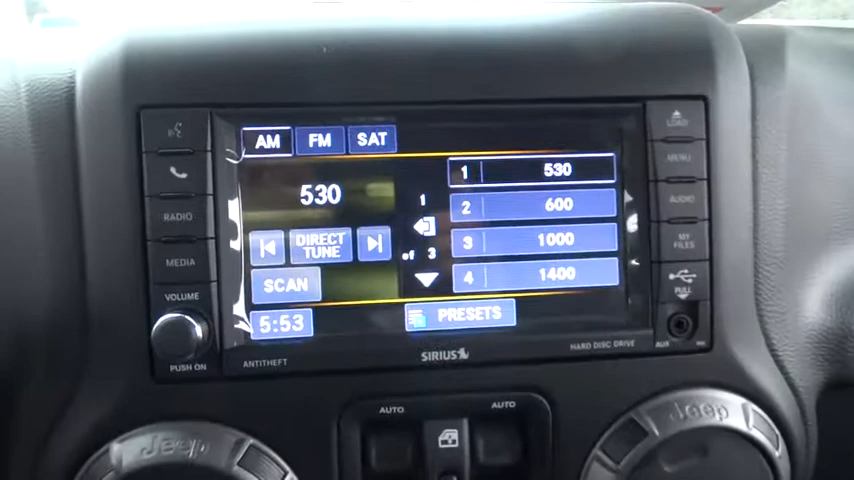 AM FM SAT
530
DIRECT
TUNE
SCAN
5:53
1
of 3
1 530
2 600
3 1000
4 1400
PRESETS
RADIO
MEDIA
VOLUME
PUSH ON
LOAD
MENU
AUDIO
MY
FILES
PULL
AUX
ANTITHEFT
SIRIUS
HARD DISC DRIVE
AUTO AUTO
Jeep
Jeep